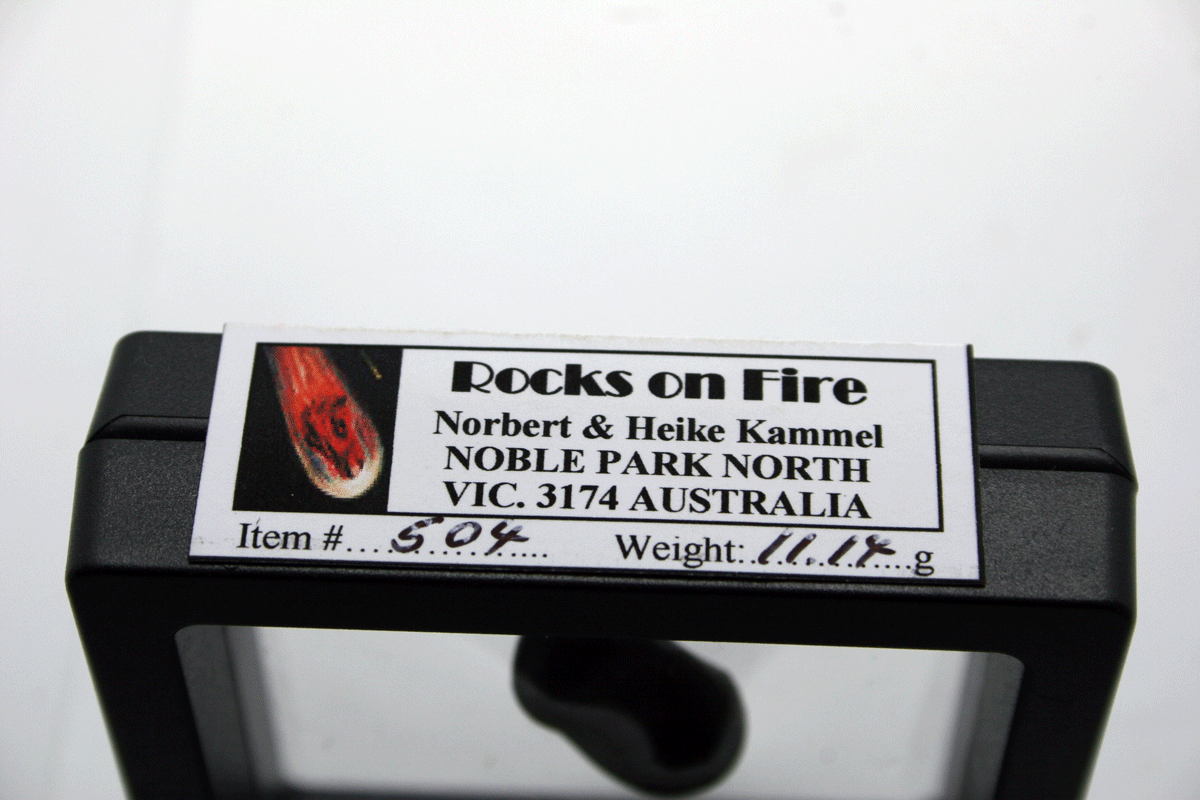 Rocks on Fire
Norbert & Heike Kammel
NOBLE PARK NORTH
VIC. 3174 AUSTRALIA
Item #....504.... Weight:..11.14....g